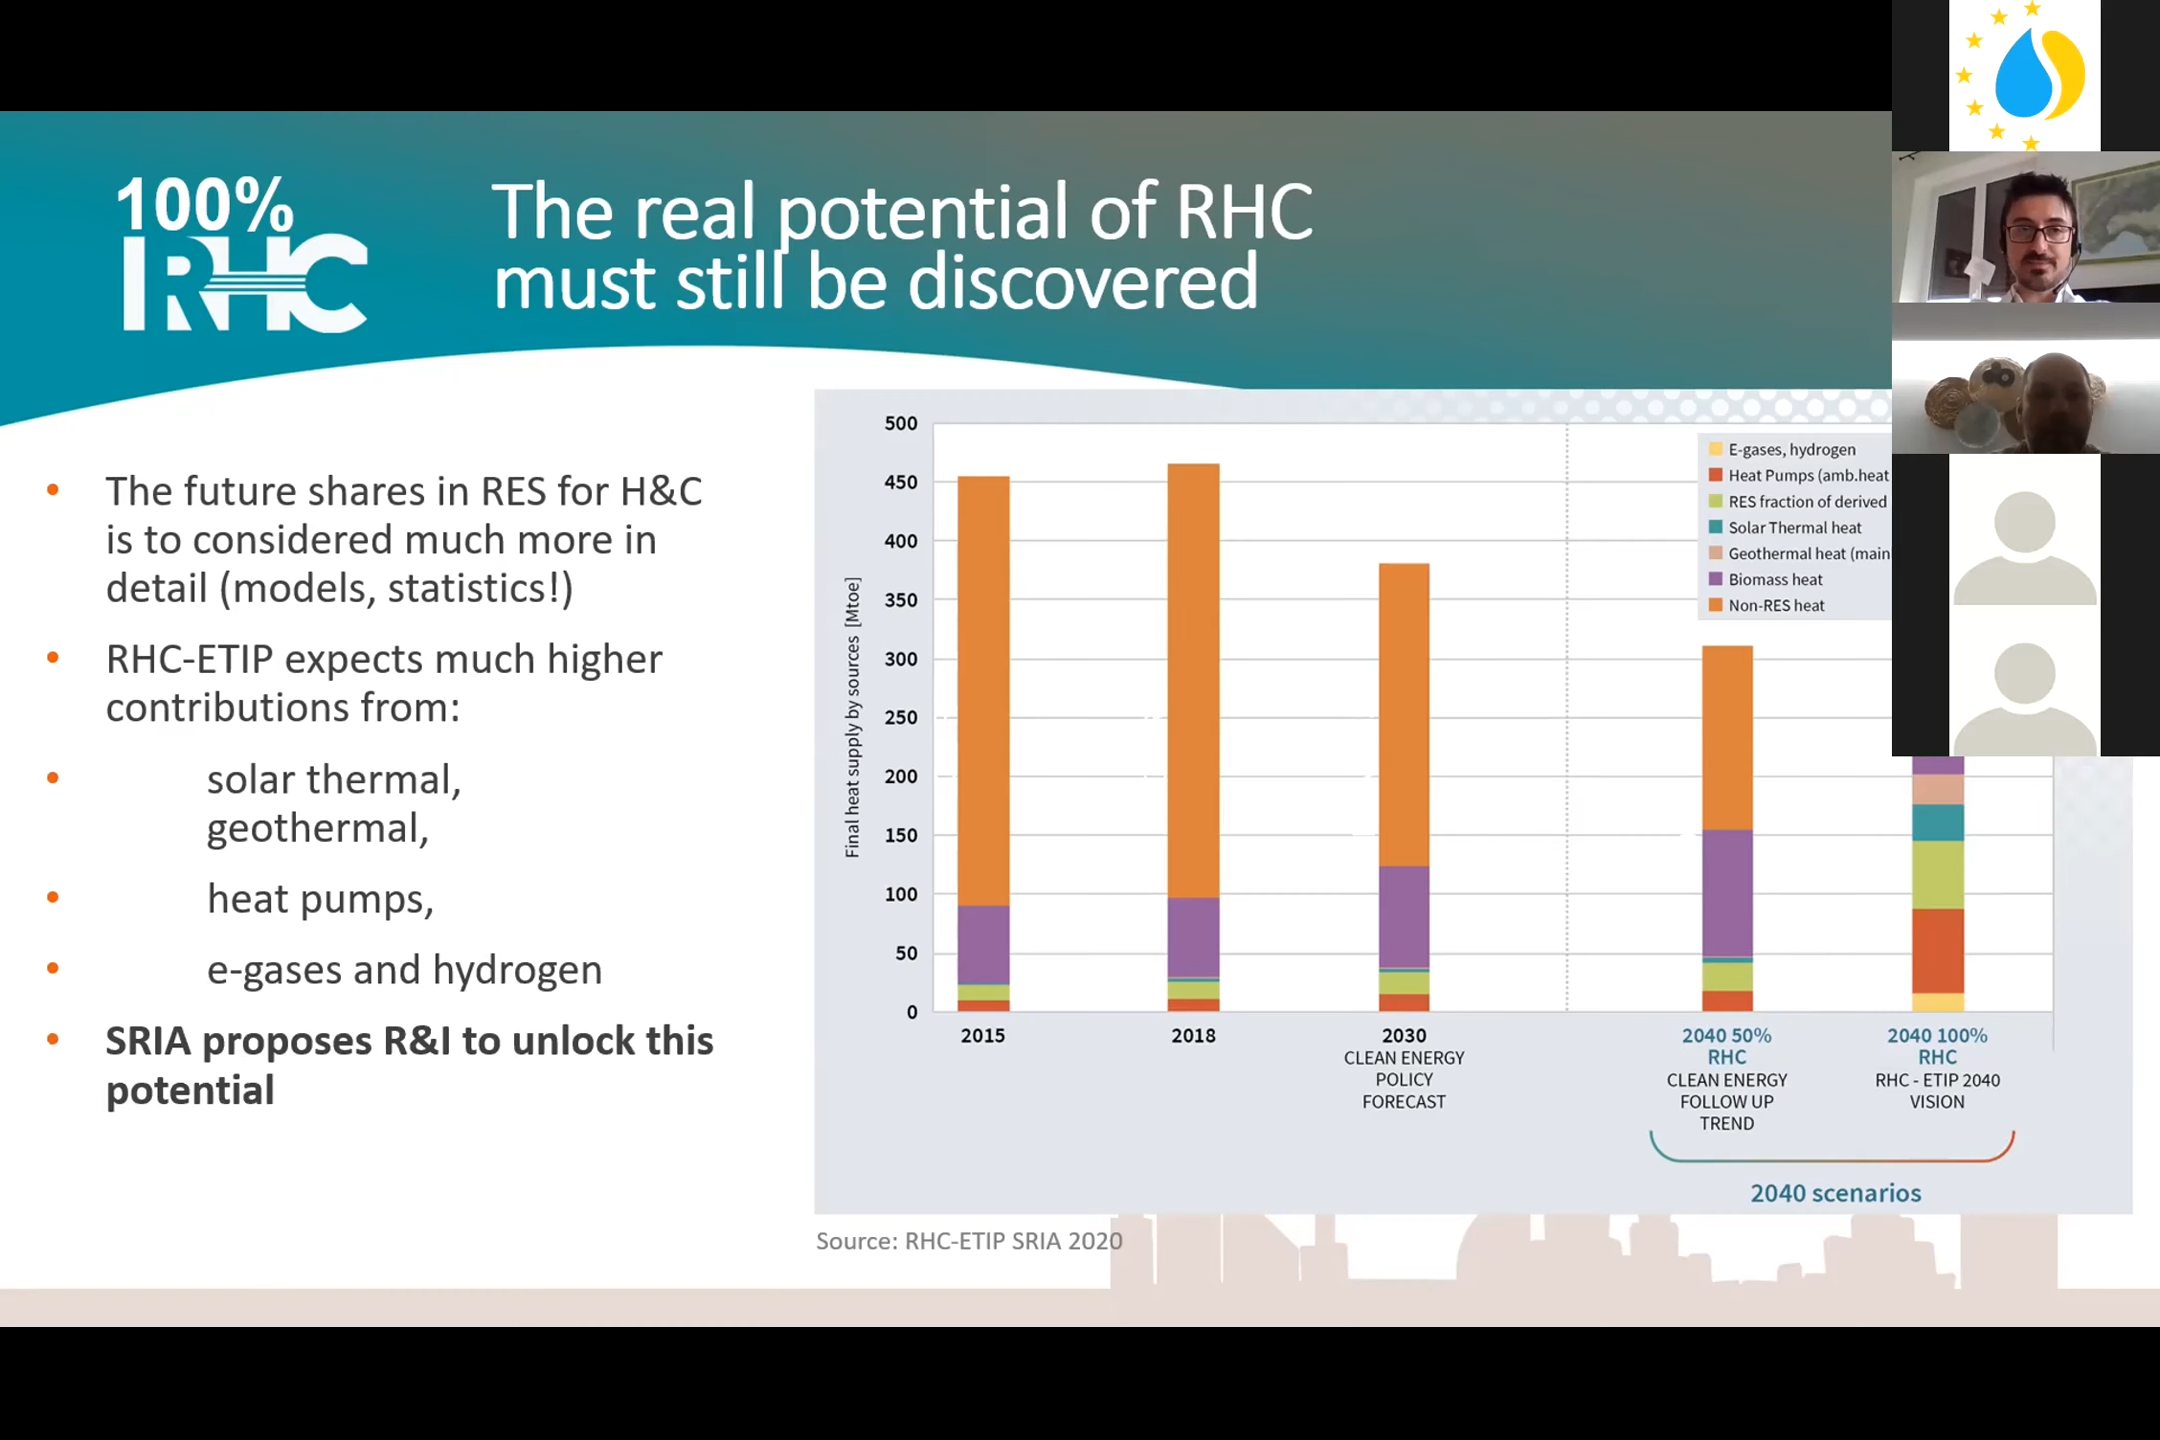 100%
RHC
The real potential of RHC
must still be discovered
• The future shares in RES for H&C
is to considered much more in
detail (models, statistics!)
• RHC-ETIP expects much higher
contributions from:
• solar thermal,
geothermal,
• heat pumps,
• e-gases and hydrogen
• SRIA proposes R&I to unlock this
potential
Final heat supply by sources [Mtoe]
500
450
400
350
300
250
200
150
100
50
0
E-gases, hydrogen
Heat Pumps (amb.heat
RES fraction of derived
Solar Thermal heat
Geothermal heat (main
Biomass heat
Non-RES heat
2015
2018
2030
CLEAN ENERGY
POLICY
FORECAST
2040 50%
RHC
CLEAN ENERGY
FOLLOW UP
TREND
2040 100%
RHC
RHC - ETIP 2040
VISION
2040 scenarios
Source: RHC-ETIP SRIA 2020